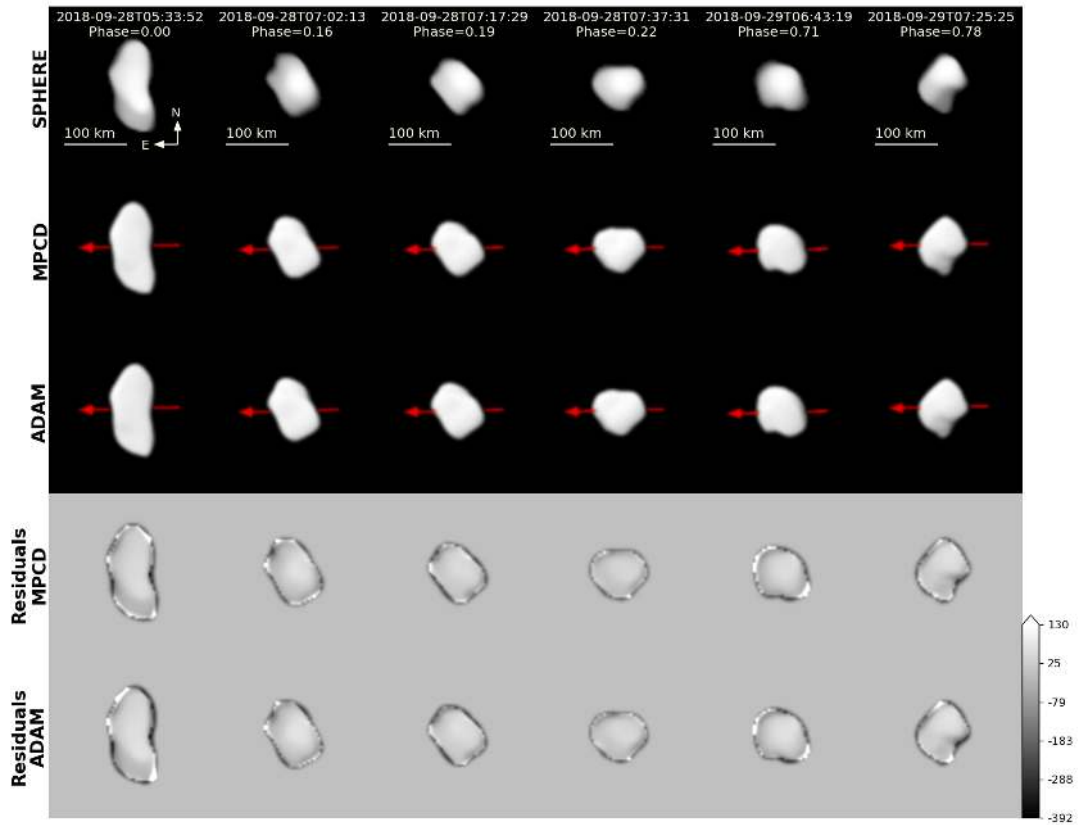 2018-09-28T05:33:52 2018-09-28T07:02:13 2018-09-28T07:17:29 2018-09-28T07:37:31 2018-09-29T06:43:19 2018-09-29T07:25:25
Phase=0.00 Phase=0.16 Phase=0.19 Phase=0.22 Phase=0.71 Phase=0.78
SPHERE
N
100 km 100 km 100 km 100 km 100 km 100 km
E
MPCD
ADAM
Residuals
MPCD
Residuals
ADAM
130
25
-79
-183
-288
-392